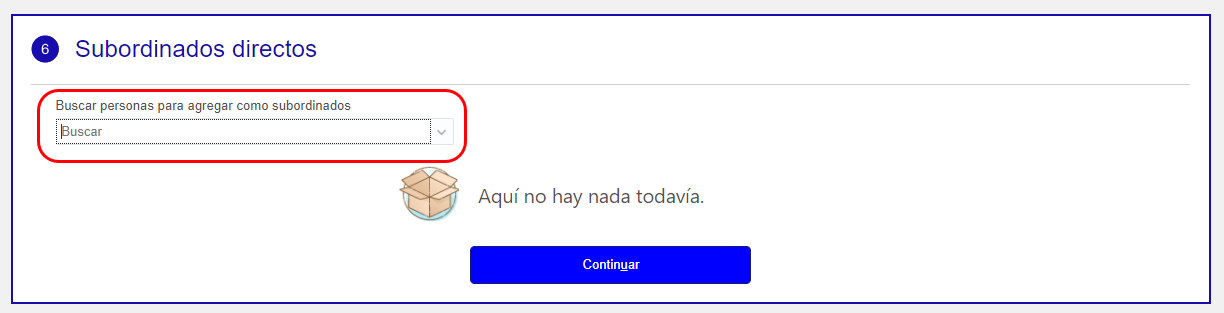 6 Subordinados directos
Buscar personas para agregar como subordinados
Buscar
Aquí no hay nada todavía.
Continuar